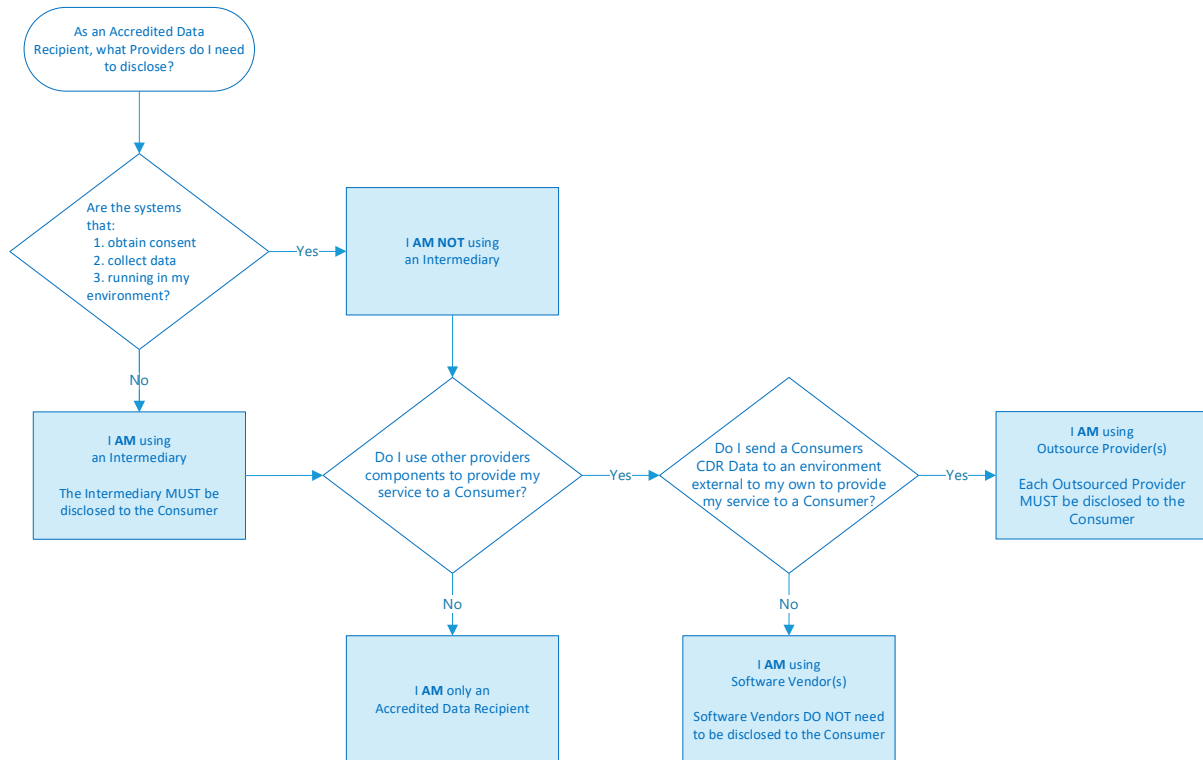 As an Accredited Data
Recipient, what Providers do I need
to disclose?
Are the systems
that:
1. obtain consent
2. collect data
3. running in my
environment?
Yes
I AM NOT using
an Intermediary
No
I AM using
an Intermediary
The Intermediary MUST be
disclosed to the Consumer
Do I use other providers
components to provide my
service to a Consumer?
Yes
Do I send a Consumers
CDR Data to an environment
external to my own to provide
my service to a Consumer?
Yes
I AM using
Outsource Provider(s)
Each Outsourced Provider
MUST be disclosed to the
Consumer
No
I AM only an
Accredited Data Recipient
No
I AM using
Software Vendor(s)
Software Vendors DO NOT need
to be disclosed to the Consumer